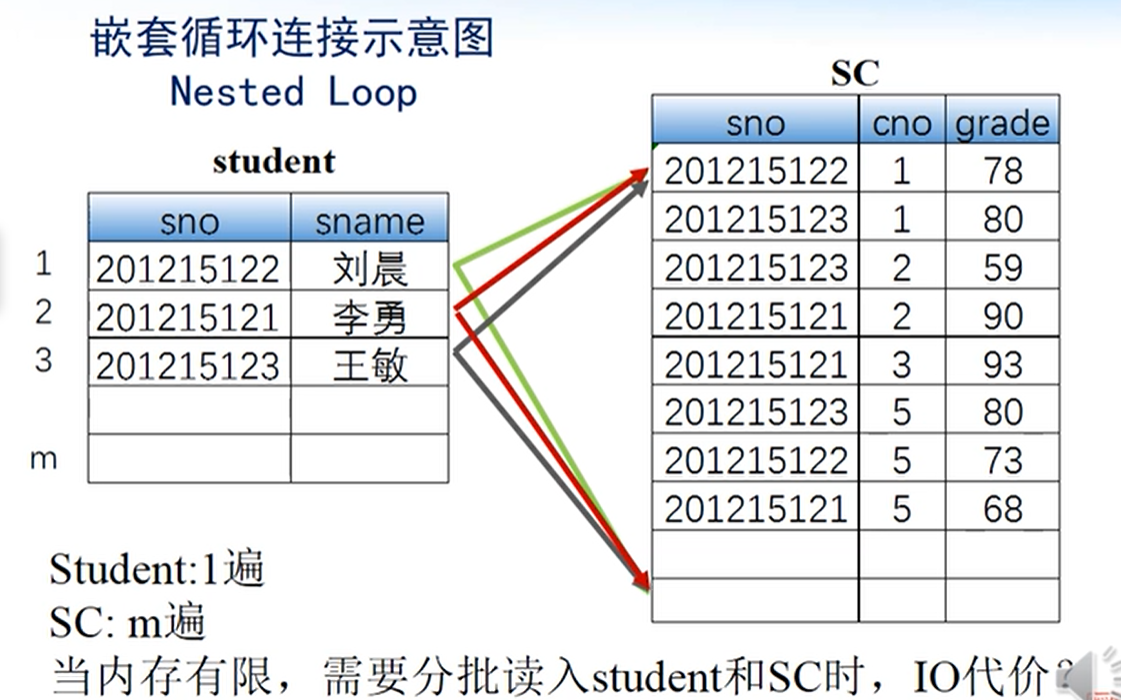 嵌套循环连接示意图
Nested Loop
student
sno sname
1 201215122 刘晨
2 201215121 李勇
3 201215123 王敏
m
SC
sno cno grade
201215122 1 78
201215123 1 80
201215123 2 59
201215121 2 90
201215121 3 93
201215123 5 80
201215122 5 73
201215121 5 68
Student:1遍
SC: m遍
当内存有限，需要分批读入student和SC时，IO代价?